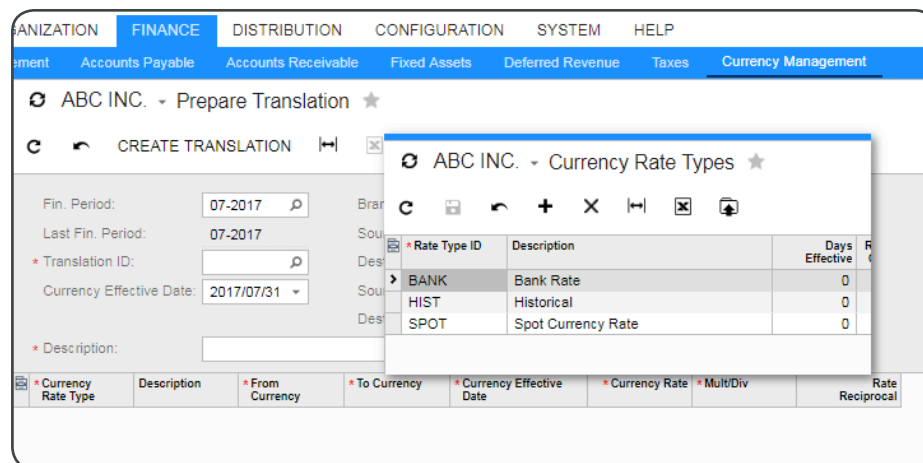 ANIZATION FINANCE DISTRIBUTION CONFIGURATION SYSTEM HELP
ement Accounts Payable Accounts Receivable Fixed Assets Deferred Revenue Taxes Currency Management
ABC INC. Prepare Translation
CREATE TRANSLATION
Fin. Period: 07-2017 Bran
Last Fin. Period: 07-2017 Sou
* Translation ID: Des
Currency Effective Date: 2017/07/31 Sou
Des
* Description:
* Currency Rate Type Description * From Currency * To Currency * Currency Effective Date * Currency Rate * Mult/Div Rate Reciprocal
ABC INC. Currency Rate Types
* Rate Type ID Description Days Effective
BANK Bank Rate 0
HIST Historical 0
SPOT Spot Currency Rate 0